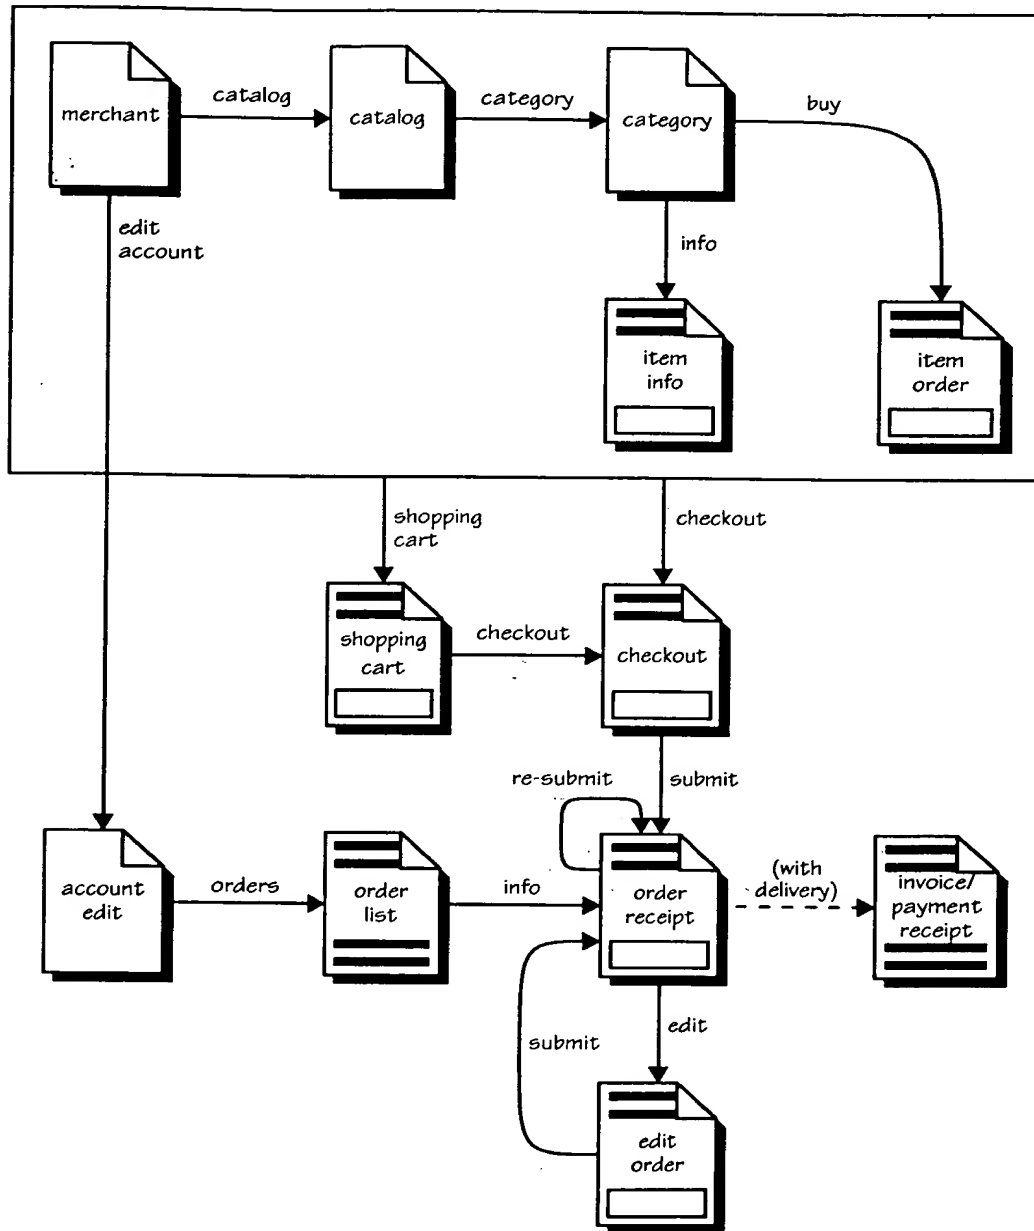 merchant
catalog
catalog
category
category
buy
edit
account
info
item
info
item
order
shopping
cart
checkout
shopping
cart
checkout
checkout
re-submit
submit
account
edit
orders
order
list
info
order
receipt
(with
delivery)
invoice/
payment
receipt
submit
edit
edit
order